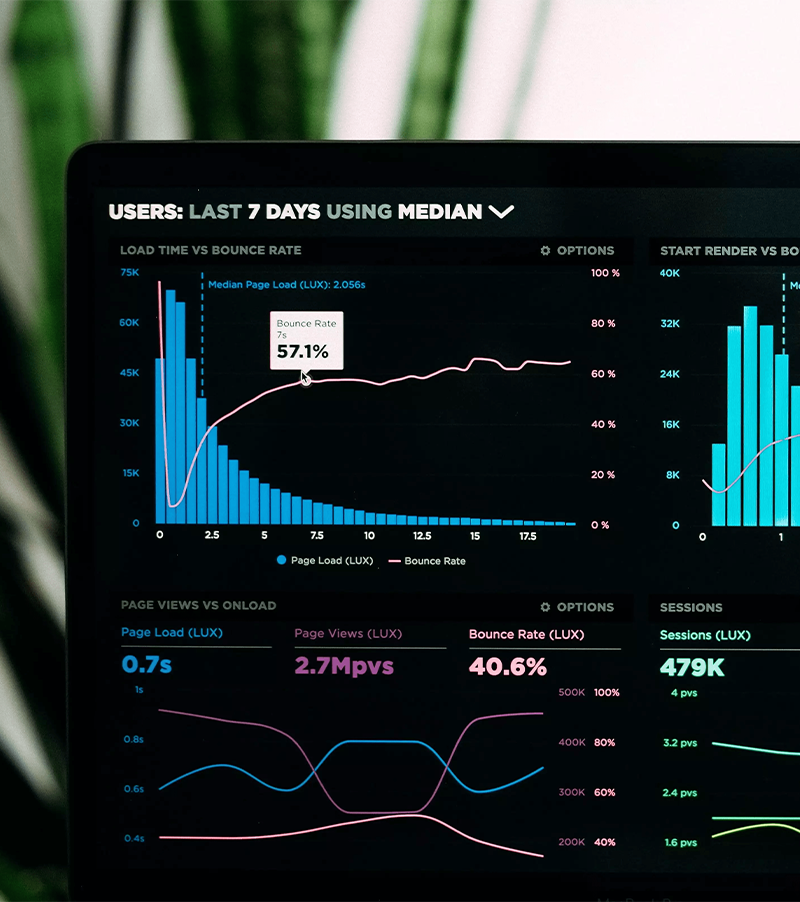 USERS: LAST 7 DAYS USING MEDIAN
LOAD TIME VS BOUNCE RATE
OPTIONS
75K
60K
45K
30K
15K
0
Median Page Load (LUX): 2.056s
Bounce Rate
7s
57.1%
100 %
80 %
60 %
40 %
20 %
0 %
0 2.5 5 7.5 10 12.5 15 17.5
Page Load (LUX) Bounce Rate
START RENDER VS BO
40K
32K
24K
16K
8K
0
0 1
PAGE VIEWS VS ONLOAD
OPTIONS
Page Load (LUX)
0.7s
Page Views (LUX)
2.7Mpvs
Bounce Rate (LUX)
40.6%
1s
0.8s
0.6s
0.4s
500K 100%
400K 80%
300K 60%
200K 40%
SESSIONS
Sessions (LUX)
479K
4 pvs
3.2 pvs
2.4 pvs
1.6 pvs